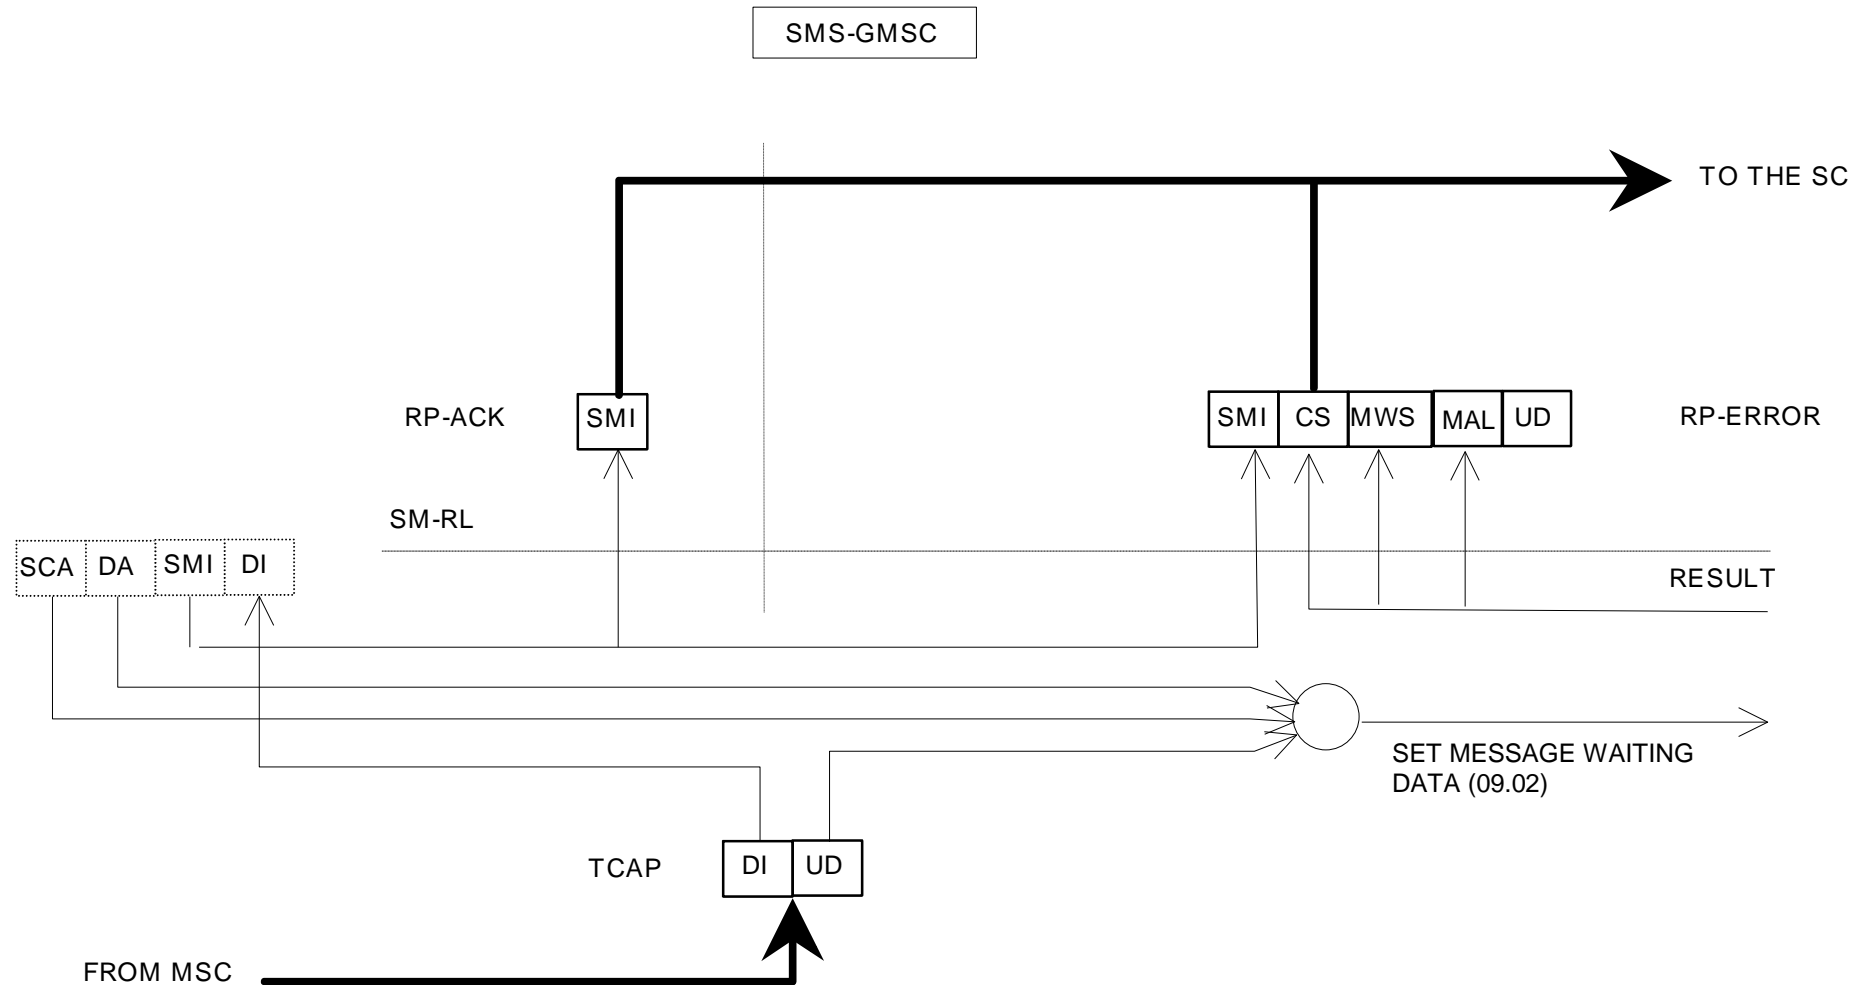 SMS-GMSC
TO THE SC
RP-ACK
SMI
SMI CS MWS MAL UD
RP-ERROR
SM-RL
SCA DA SMI DI
RESULT
SET MESSAGE WAITING
DATA (09.02)
TCAP
DI UD
FROM MSC